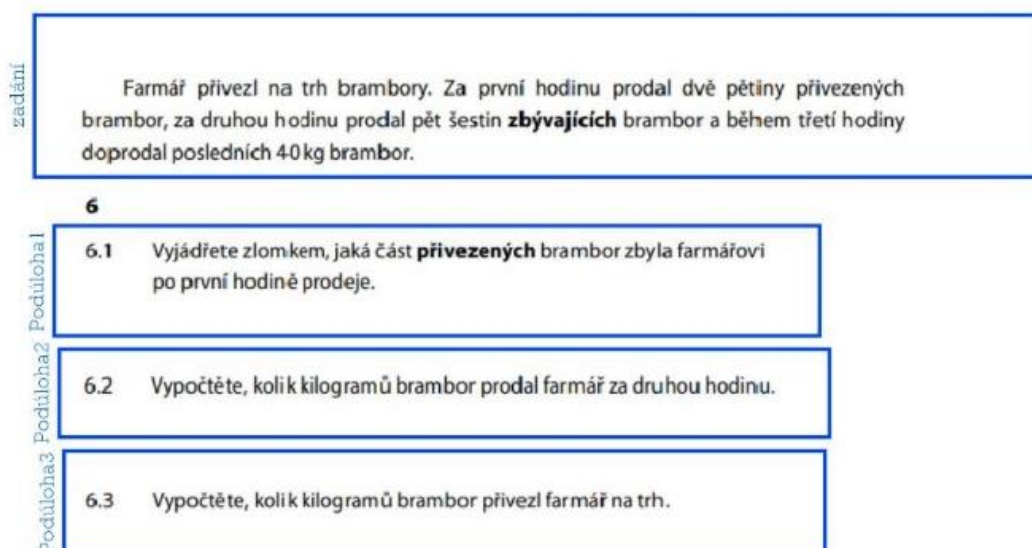 zadání
Farmář přivezl na trh brambory. Za první hodinu prodal dvě pětiny přivezených
brambor, za druhou hodinu prodal pět šestin zbývajících brambor a během třetí hodiny
doprodal posledních 40 kg brambor.
6
Podúloha1
6.1 Vyjádřete zlomkem, jaká část přivezených brambor zbyla farmářovi
po první hodině prodeje.
Podúloha2
6.2 Vypočtěte, kolik kilogramů brambor prodal farmář za druhou hodinu.
Podúloha3
6.3 Vypočtěte, kolik kilogramů brambor přivezl farmář na trh.